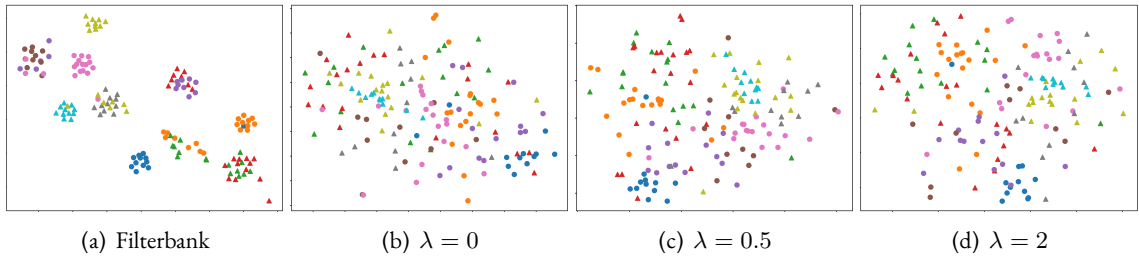 (a) Filterbank
(b) λ = 0
(c) λ = 0.5
(d) λ = 2